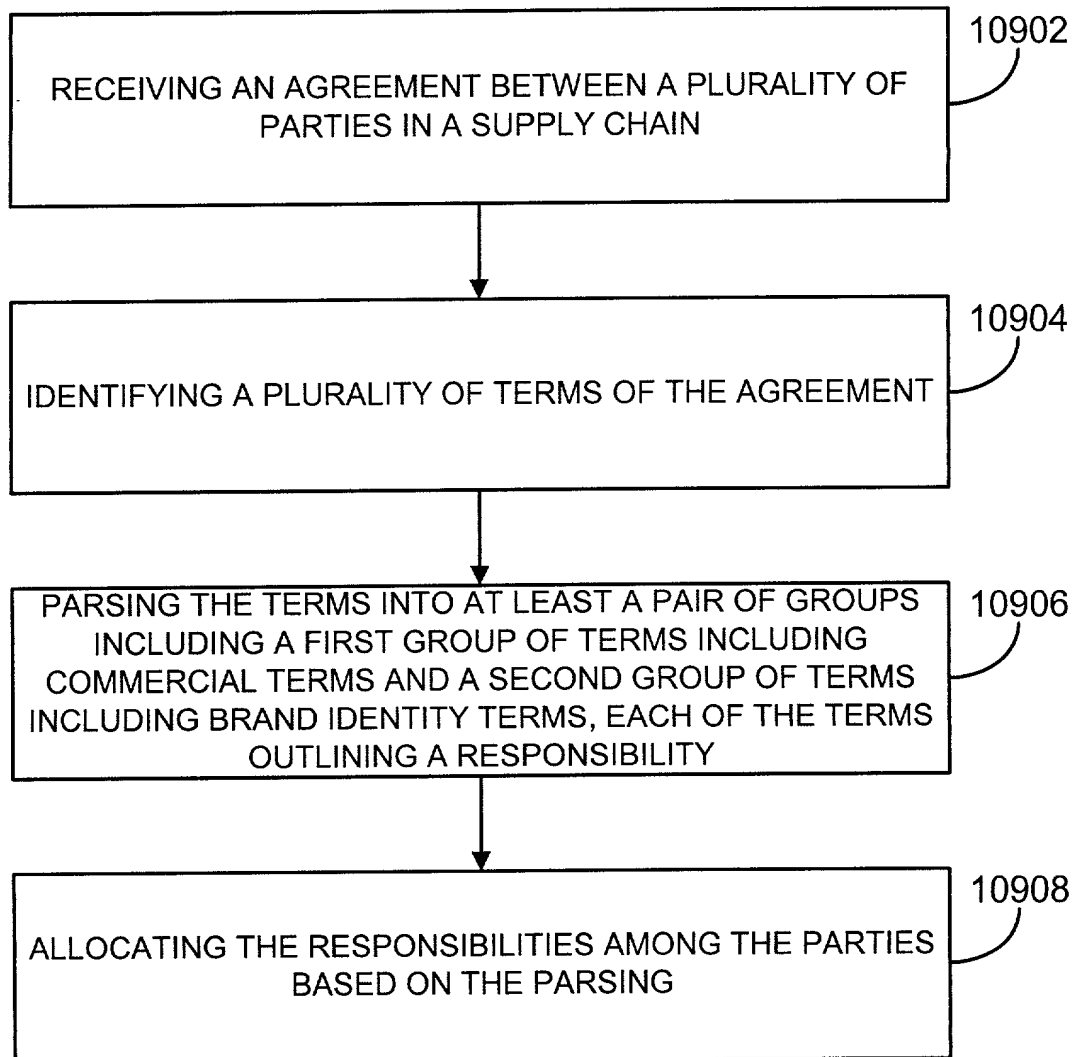 10902
RECEIVING AN AGREEMENT BETWEEN A PLURALITY OF
PARTIES IN A SUPPLY CHAIN
10904
IDENTIFYING A PLURALITY OF TERMS OF THE AGREEMENT
10906
PARSING THE TERMS INTO AT LEAST A PAIR OF GROUPS
INCLUDING A FIRST GROUP OF TERMS INCLUDING
COMMERCIAL TERMS AND A SECOND GROUP OF TERMS
INCLUDING BRAND IDENTITY TERMS, EACH OF THE TERMS
OUTLINING A RESPONSIBILITY
10908
ALLOCATING THE RESPONSIBILITIES AMONG THE PARTIES
BASED ON THE PARSING